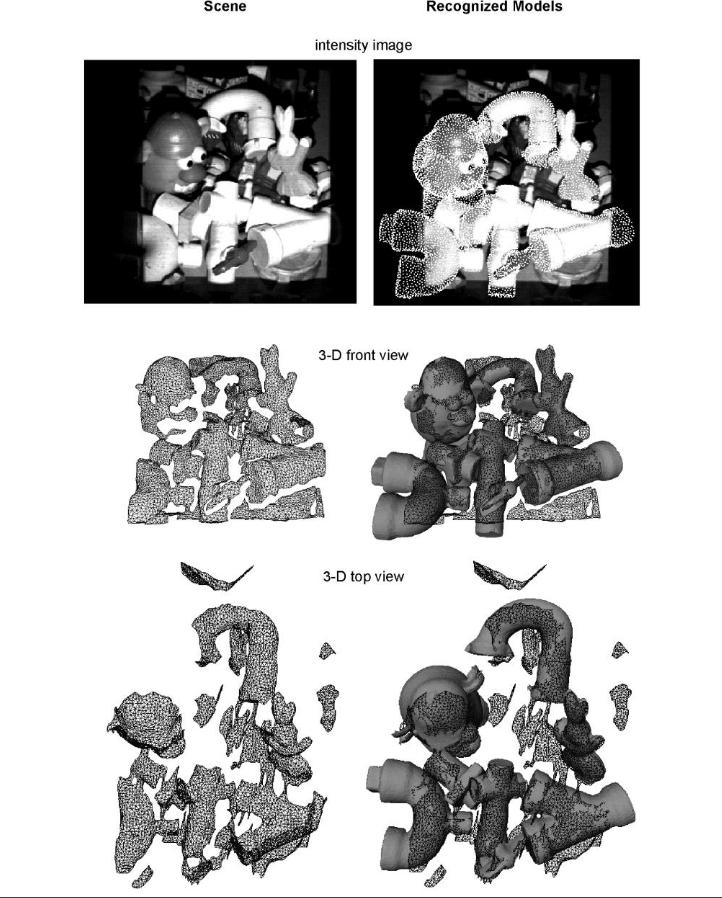 Scene
Recognized Models
intensity image
3-D front view
3-D top view